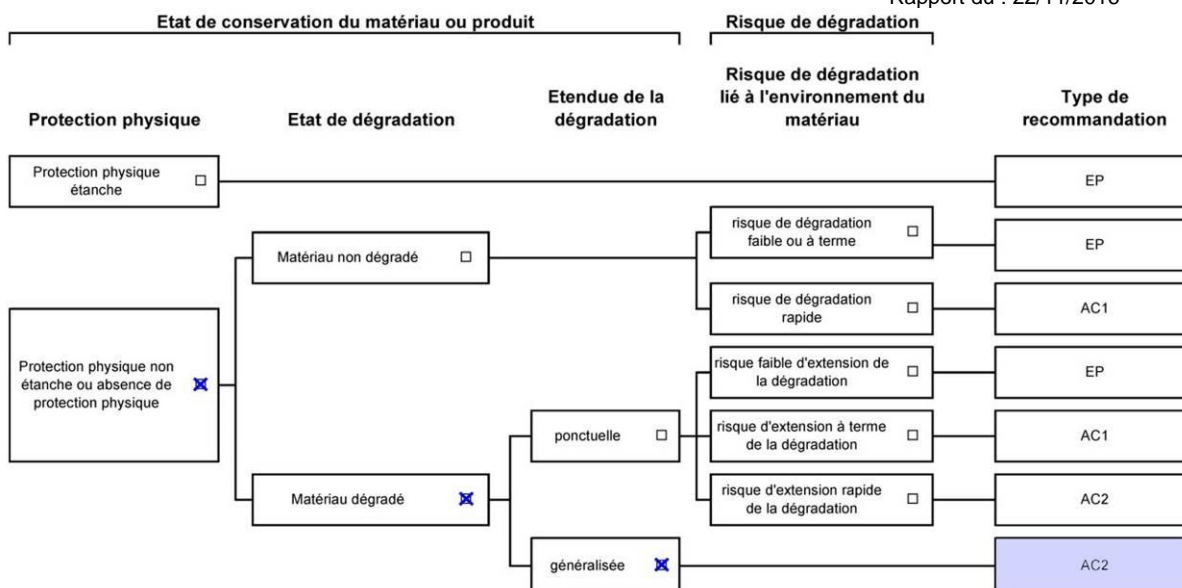 Rapport du : 22/11/2018
Etat de conservation du matériau ou produit
Risque de dégradation
Protection physique
Etat de dégradation
Etendue de la
dégradation
Risque de dégradation
lié à l'environnement du
matériau
Type de
recommandation
Protection physique
étanche
EP
risque de dégradation
faible ou à terme
EP
Matériau non dégradé
risque de dégradation
rapide
AC1
Protection physique non
étanche ou absence de
protection physique
risque faible d'extension de
la dégradation
EP
ponctuelle
risque d'extension à terme
de la dégradation
AC1
Matériau dégradé
risque d'extension rapide
de la dégradation
AC2
généralisée
AC2